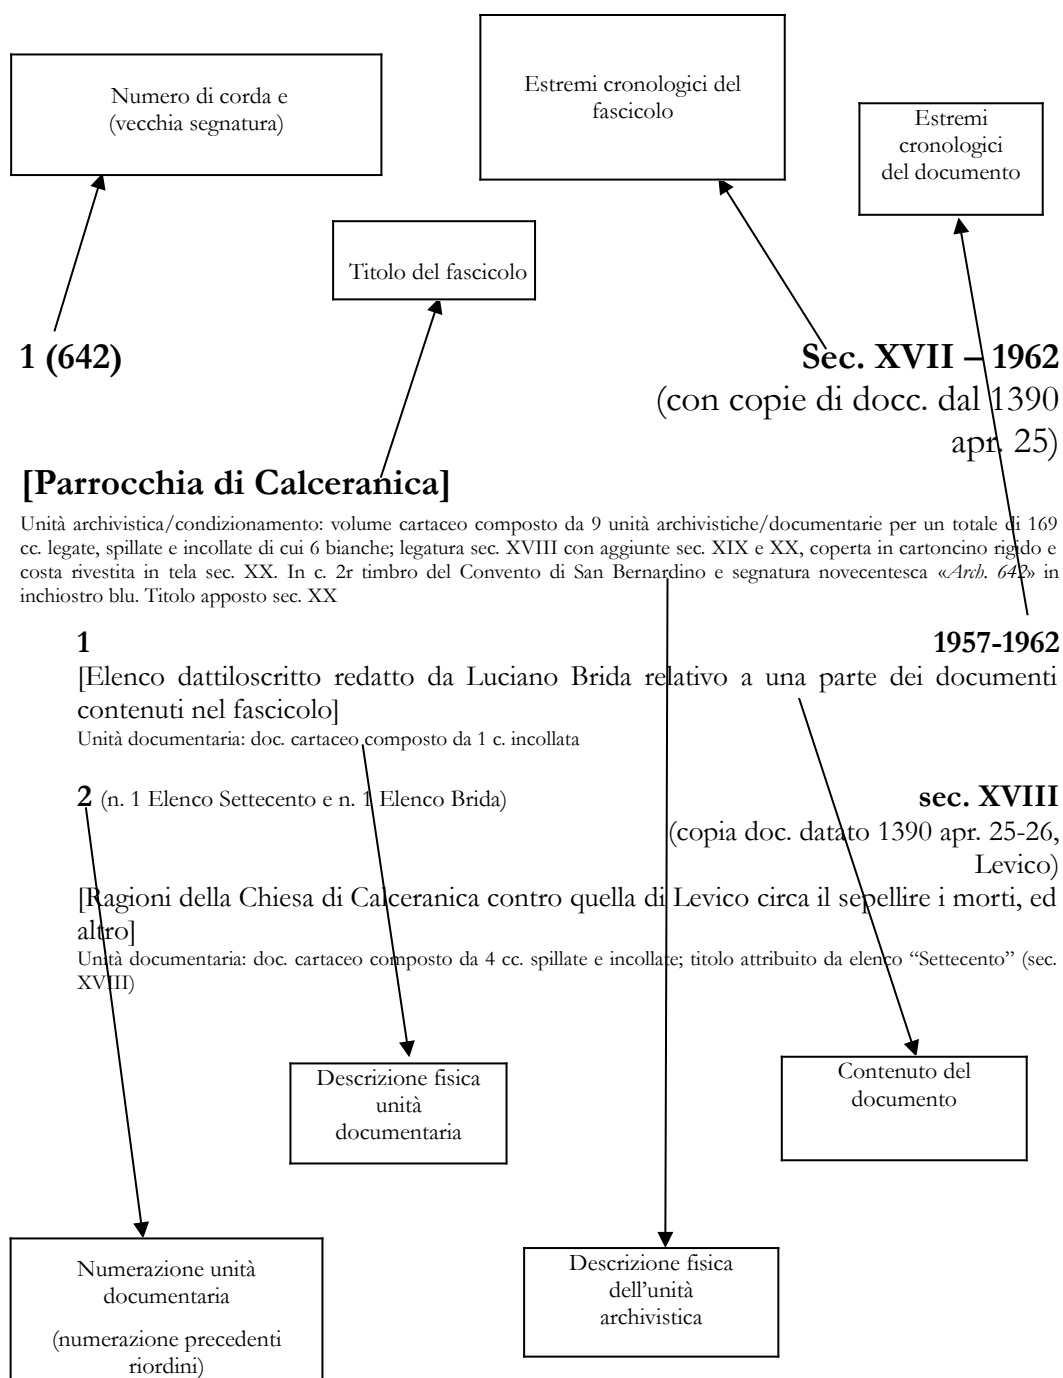 Numero di corda e
(vecchia segnatura)
Estremi cronologici del
fascicolo
Estremi
cronologici
del documento
Titolo del fascicolo
1 (642)
Sec. XVII – 1962
(con copie di docc. dal 1390
apr. 25)
[Parrocchia di Calceranica]
Unità archivistica/condizionamento: volume cartaceo composto da 9 unità archivistiche/documentarie per un totale di 169
cc. legate, spillate e incollate di cui 6 bianche; legatura sec. XVIII con aggiunte sec. XIX e XX, coperta in cartoncino rigido e
costa rivestita in tela sec. XX. In c. 2r timbro del Convento di San Bernardino e segnatura novecentesca «Arch. 642» in
inchiostro blu. Titolo apposto sec. XX
1 1957-1962
[Elenco dattiloscritto redatto da Luciano Brida relativo a una parte dei documenti
contenuti nel fascicolo]
Unità documentaria: doc. cartaceo composto da 1 c. incollata
2 (n. 1 Elenco Settecento e n. 1 Elenco Brida) sec. XVIII
(copia doc. datato 1390 apr. 25-26,
Levico)
[Ragioni della Chiesa di Calceranica contro quella di Levico circa il sepellire i morti, ed
altro]
Unità documentaria: doc. cartaceo composto da 4 cc. spillate e incollate; titolo attribuito da elenco “Settecento” (sec.
XVIII)
Descrizione fisica
unità
documentaria
Contenuto del
documento
Numerazione unità
documentaria
(numerazione precedenti
riordini)
Descrizione fisica
dell’unità
archivistica